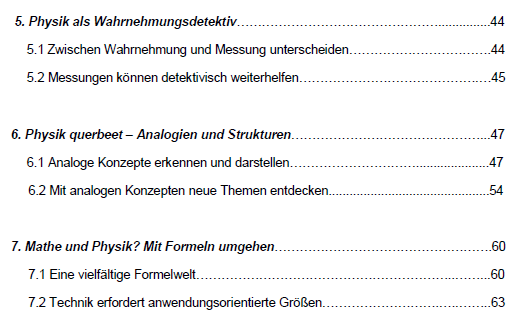 5. Physik als Wahrnehmungsdetektiv……………………………………………...............44
5.1 Zwischen Wahrnehmung und Messung unterscheiden……………………………44
5.2 Messungen können detektivisch weiterhelfen………………………………………..45
6. Physik querbeet – Analogien und Strukturen…………………………………………...47
6.1 Analoge Konzepte erkennen und darstellen……………………………......................47
6.2 Mit analogen Konzepten neue Themen entdecken..............................................54
7. Mathe und Physik? Mit Formeln umgehen………………………………………………..60
7.1 Eine vielfältige Formelwelt…………………………………………………………………...60
7.2 Technik erfordert anwendungsorientierte Größen……………………………………..63